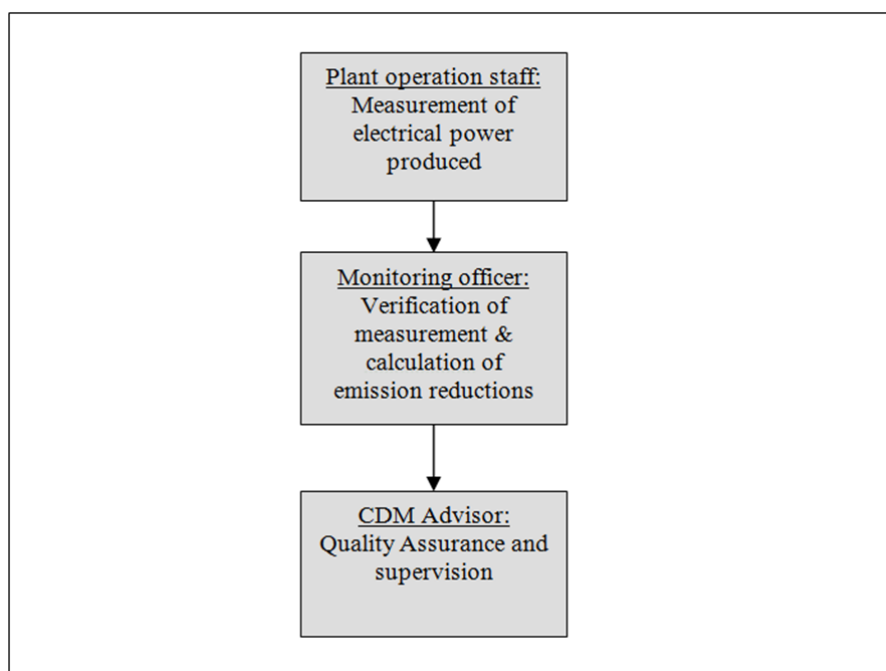 Plant operation staff:
Measurement of
electrical power
produced
Monitoring officer:
Verification of
measurement &
calculation of
emission reductions
CDM Advisor:
Quality Assurance and
supervision